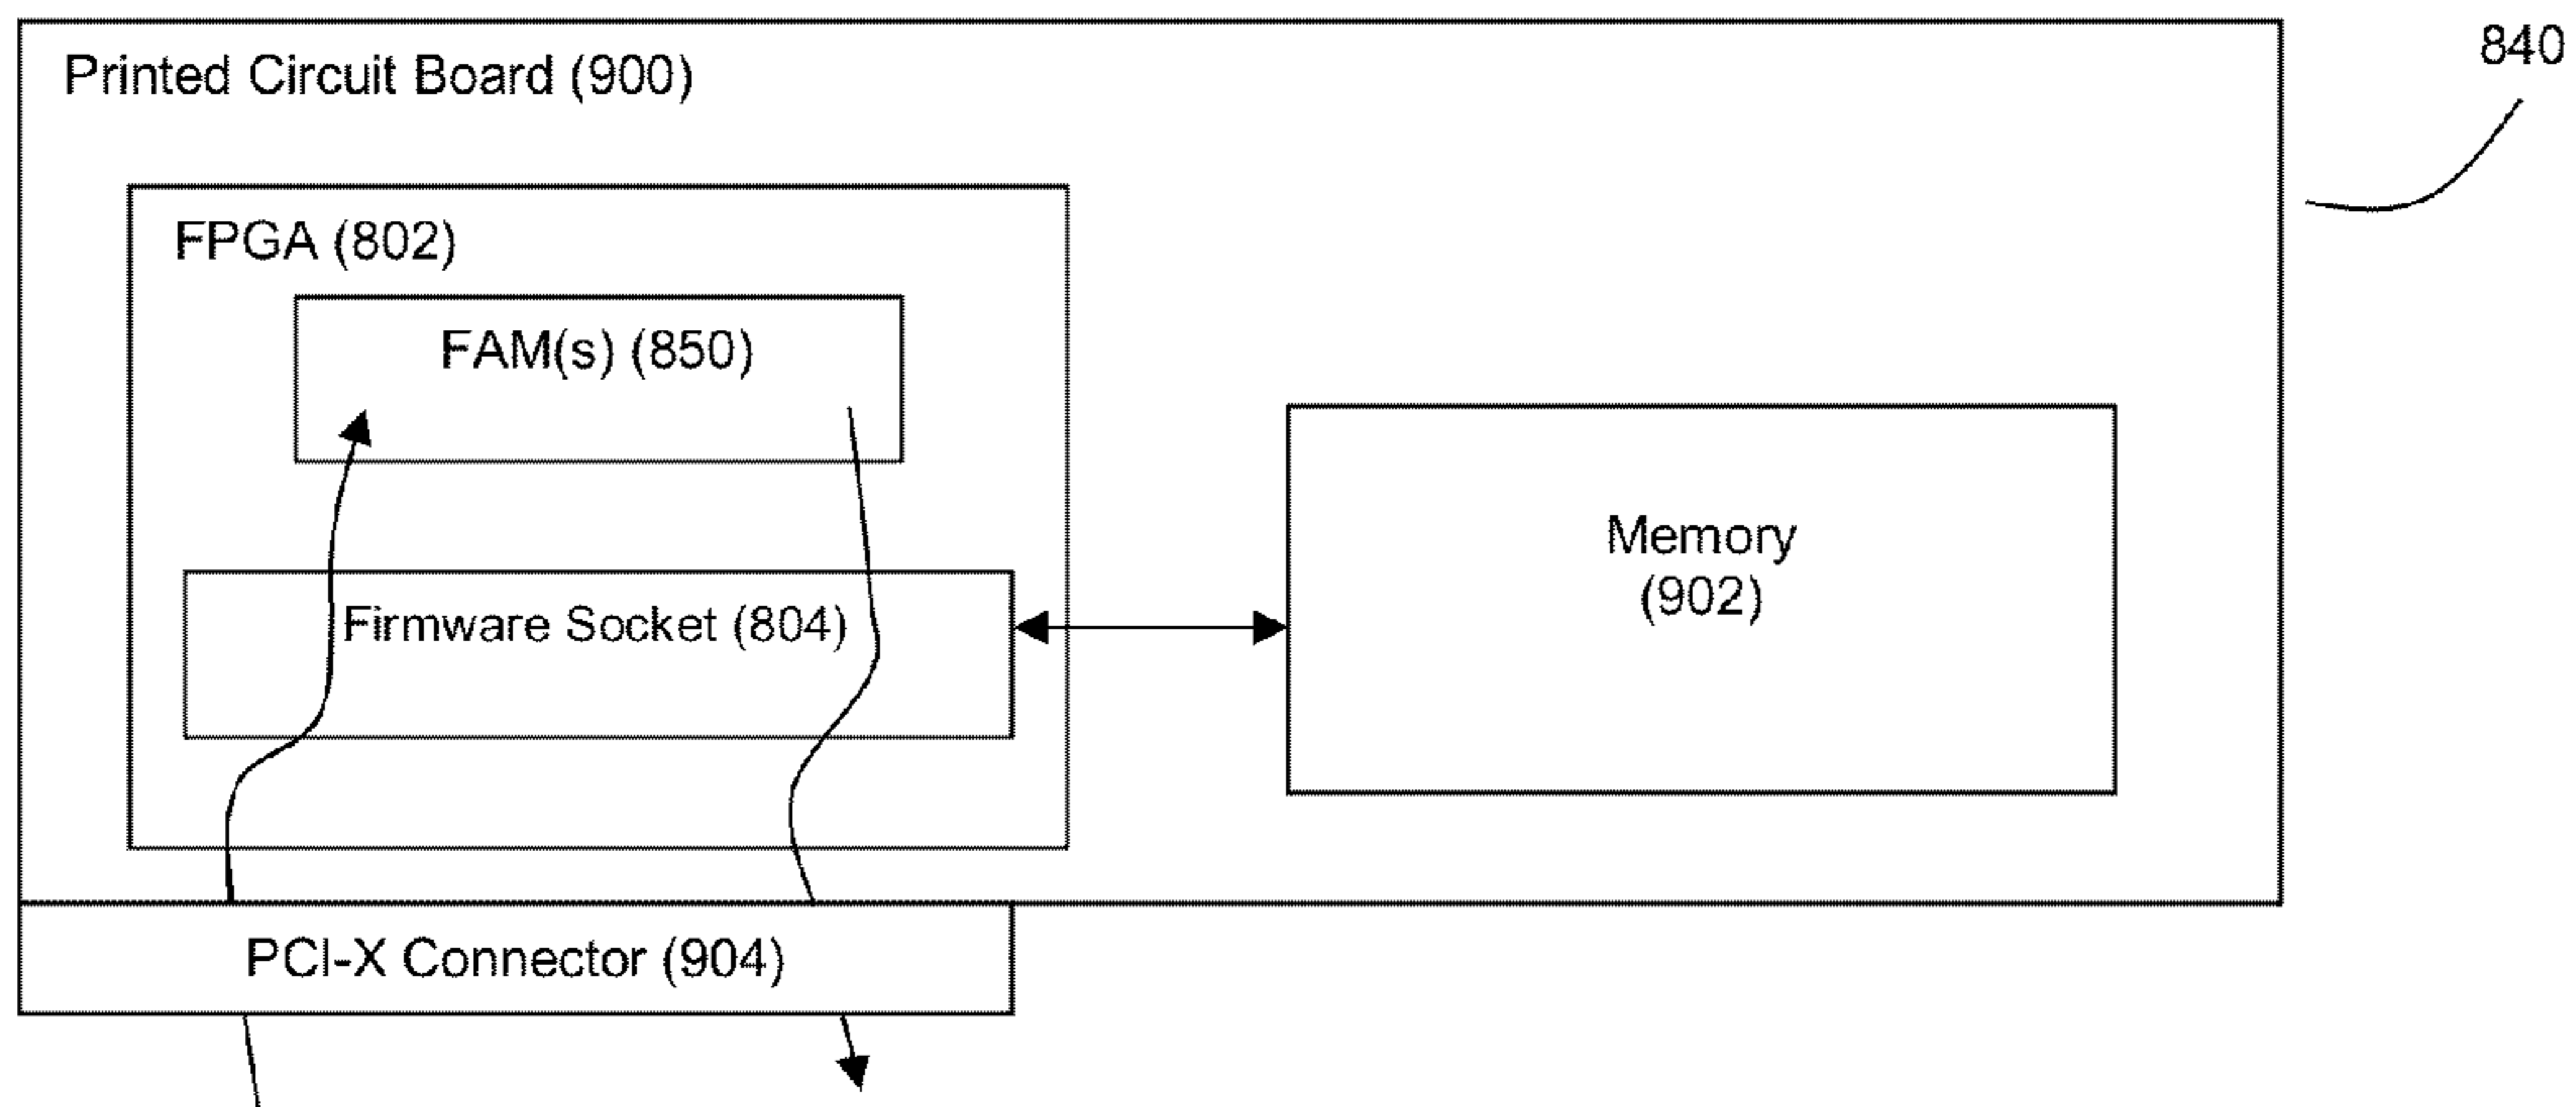 Printed Circuit Board (900)
840
FPGA (802)
FAM(s) (850)
Firmware Socket (804)
Memory
(902)
PCI-X Connector (904)